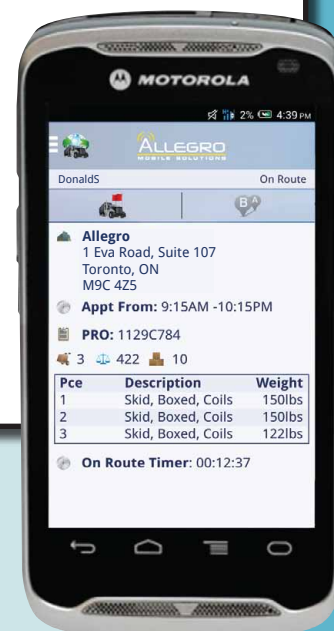 MOTOROLA
2% 4:39 PM
ALLEGRO
MOBILE SOLUTIONS
DonaldS On Route
B A
Allegro
1 Eva Road, Suite 107
Toronto, ON
M9C 4Z5
Appt From: 9:15AM -10:15PM
PRO: 1129C784
3 422 10
Pce Description Weight
1 Skid, Boxed, Coils 150lbs
2 Skid, Boxed, Coils 150lbs
3 Skid, Boxed, Coils 122lbs
On Route Timer: 00:12:37